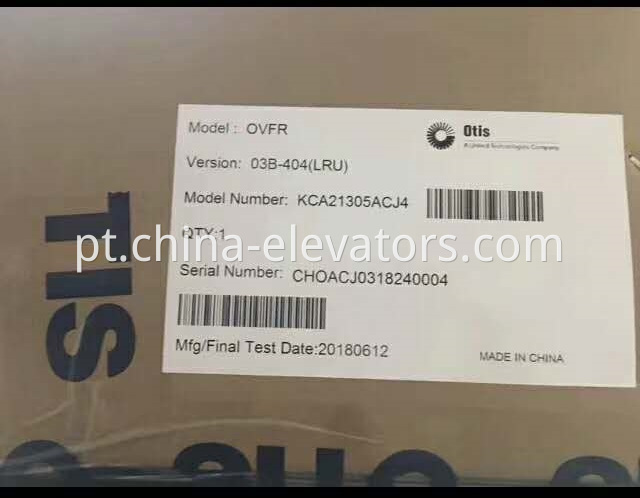 Model : OVFR
Otis
A United Technologies Company
Version: 03B-404(LRU)
Model Number: KCA21305ACJ4
QTY:1
pt.china-elevators.com
Serial Number: CHOACJ0318240004
Mfg/Final Test Date:20180612
MADE IN CHINA
TIS